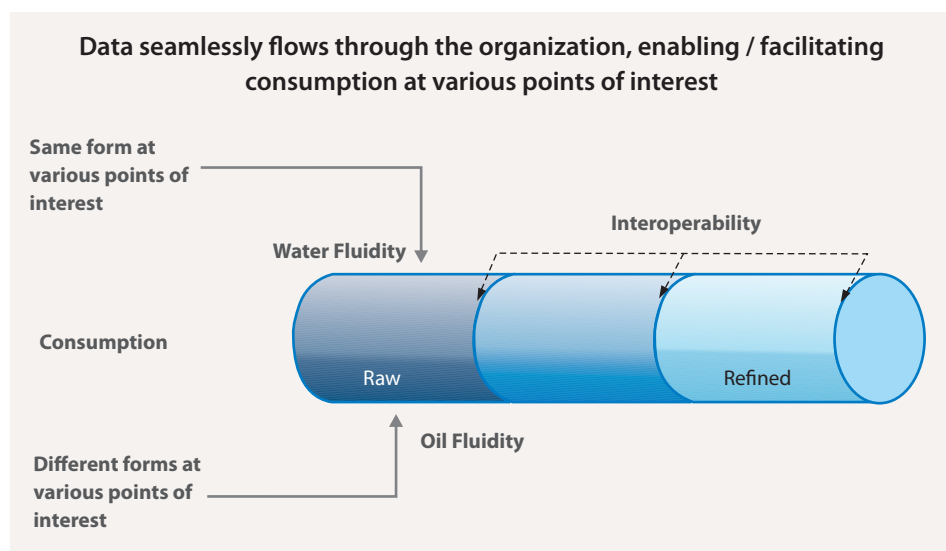 Data seamlessly flows through the organization, enabling / facilitating
consumption at various points of interest
Same form at
various points of
interest
Interoperability
Water Fluidity
Consumption
Raw
Refined
Oil Fluidity
Different forms at
various points of
interest